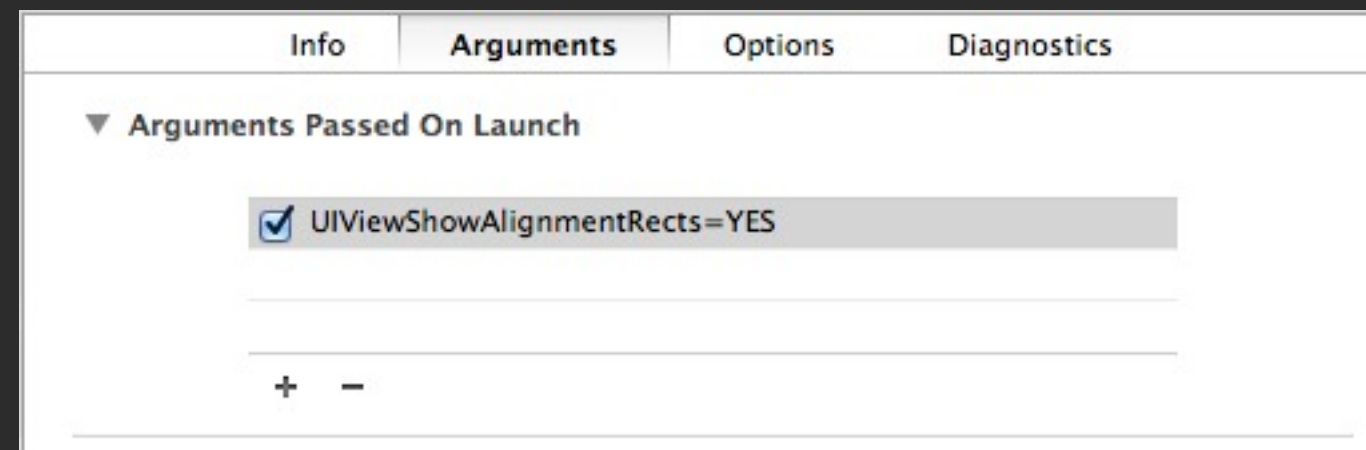 Info Arguments Options Diagnostics
Arguments Passed On Launch
UIViewShowAlignmentRects=YES
+ −